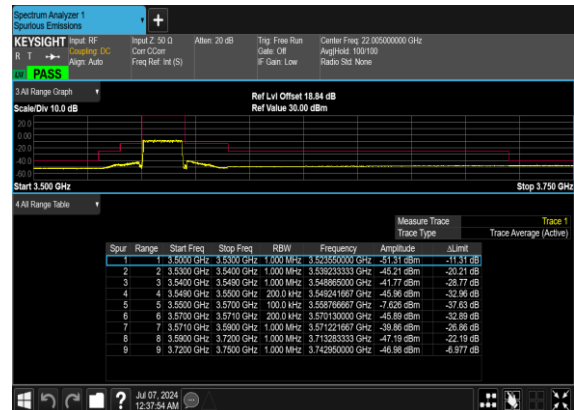 Spectrum Analyzer 1
Spurious Emissions
+
KEYSIGHT Input: RF Input Z: 50 Ω Atten: 20 dB Trig: Free Run Center Freq: 22.005000000 GHz
R T Coupling: DC Corr CCorr Gate: Off Avg|Hold: 100/100
Align: Auto Freq Ref: Int (S) IF Gain: Low Radio Std: None
PASS
3 All Range Graph
Ref Lvl Offset 18.84 dB
Scale/Div 10.0 dB Ref Value 30.00 dBm
20.0
0.00
-20.0
-40.0
-60.0
Start 3.500 GHz Stop 3.750 GHz
4 All Range Table
Measure Trace Trace 1
Trace Type Trace Average (Active)
Spur Range Start Freq Stop Freq RBW Frequency Amplitude ΔLimit
1 1 3.5000 GHz 3.5300 GHz 1.000 MHz 3.523550000 GHz -51.31 dBm -11.31 dB
2 2 3.5300 GHz 3.5400 GHz 1.000 MHz 3.539233333 GHz -45.21 dBm -20.21 dB
3 3 3.5400 GHz 3.5490 GHz 1.000 MHz 3.548865000 GHz -41.77 dBm -28.77 dB
4 4 3.5490 GHz 3.5500 GHz 200.0 kHz 3.549241667 GHz -45.96 dBm -32.96 dB
5 5 3.5500 GHz 3.5700 GHz 100.0 kHz 3.558766667 GHz -7.626 dBm -37.63 dB
6 6 3.5700 GHz 3.5710 GHz 200.0 kHz 3.570130000 GHz -45.89 dBm -32.89 dB
7 7 3.5710 GHz 3.5900 GHz 1.000 MHz 3.571221667 GHz -39.86 dBm -26.86 dB
8 8 3.5900 GHz 3.7200 GHz 1.000 MHz 3.713283333 GHz -47.19 dBm -22.19 dB
9 9 3.7200 GHz 3.7500 GHz 1.000 MHz 3.742950000 GHz -46.98 dBm -6.977 dB
? Jul 07, 2024
12:37:54 AM